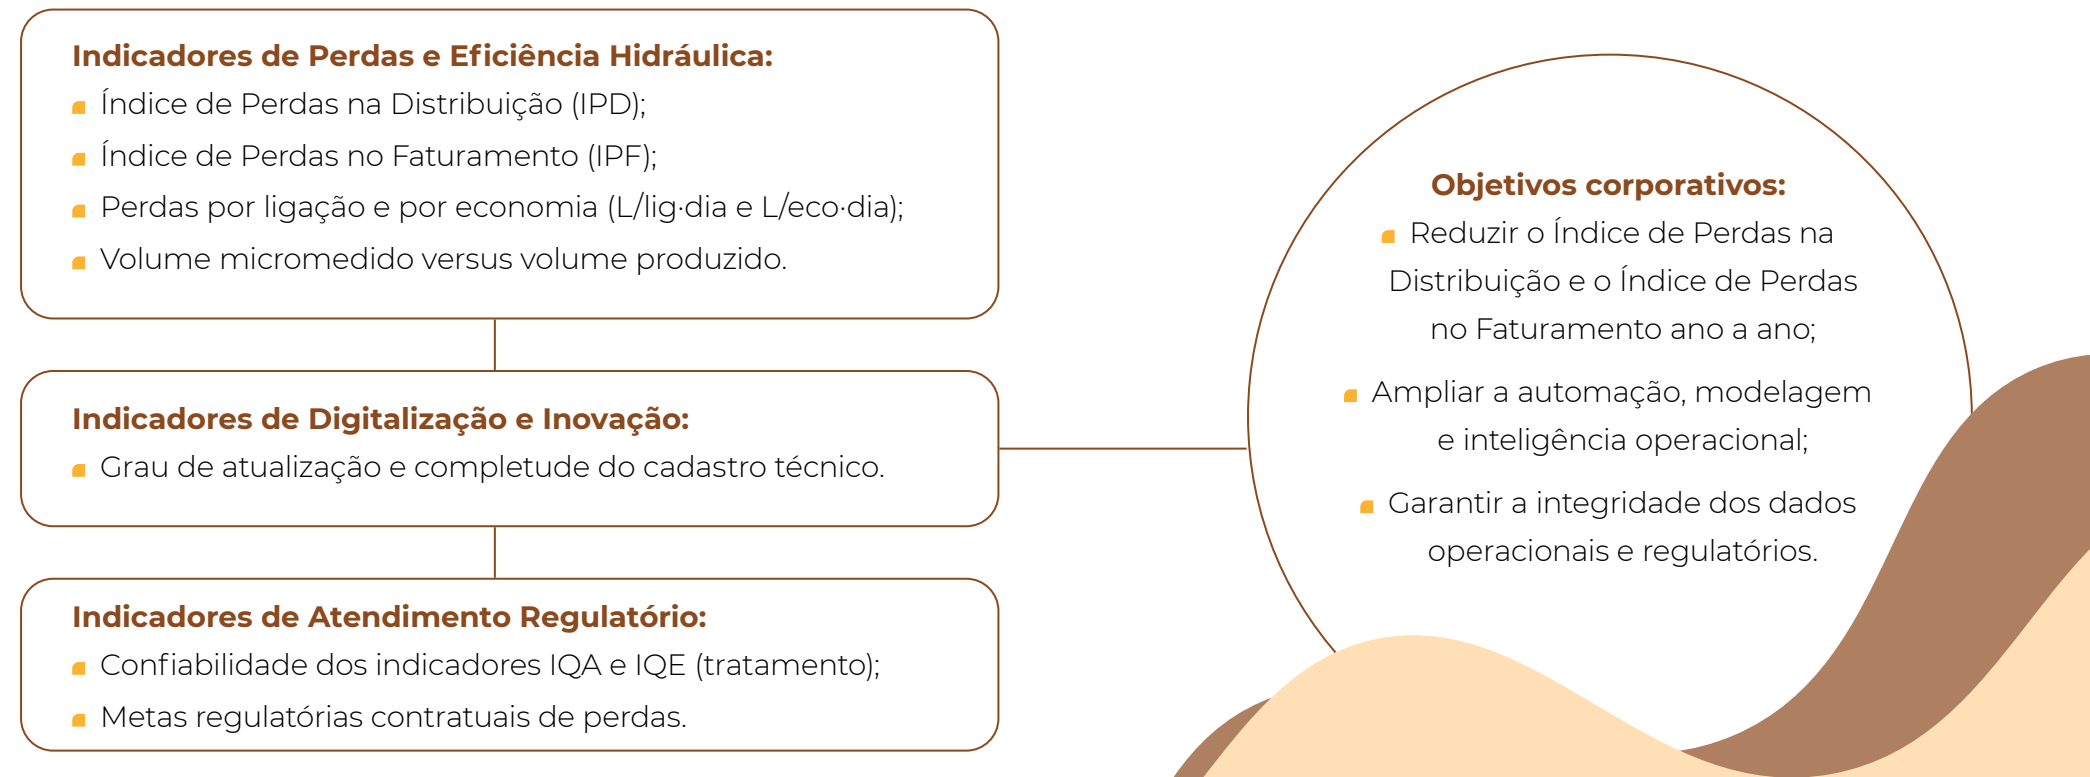 Indicadores de Perdas e Eficiência Hidráulica:
Índice de Perdas na Distribuição (IPD);
Índice de Perdas no Faturamento (IPF);
Perdas por ligação e por economia (L/lig·dia e L/eco·dia);
Volume micromedido versus volume produzido.
Indicadores de Digitalização e Inovação:
Grau de atualização e completude do cadastro técnico.
Indicadores de Atendimento Regulatório:
Confiabilidade dos indicadores IQA e IQE (tratamento);
Metas regulatórias contratuais de perdas.
Objetivos corporativos:
Reduzir o Índice de Perdas na
Distribuição e o Índice de Perdas
no Faturamento ano a ano;
Ampliar a automação, modelagem
e inteligência operacional;
Garantir a integridade dos dados
operacionais e regulatórios.